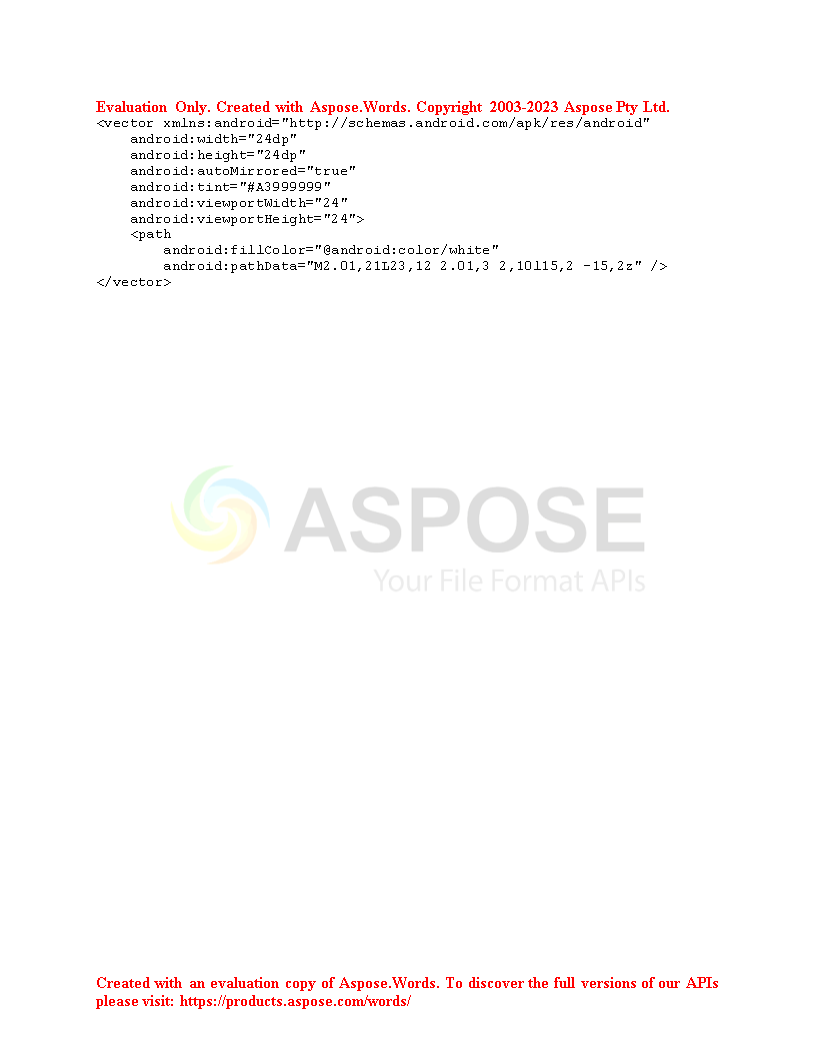 Evaluation Only. Created with Aspose.Words. Copyright 2003-2023 Aspose Pty Ltd.
<vector xmlns:android="http://schemas.android.com/apk/res/android"
    android:width="24dp"
    android:height="24dp"
    android:autoMirrored="true"
    android:tint="#A3999999"
    android:viewportWidth="24"
    android:viewportHeight="24">
    <path
        android:fillColor="@android:color/white"
        android:pathData="M2.01,21L23,12 2.01,3 2,10l15,2 -15,2z" />
</vector>
ASPOSE
Your File Format APIs
Created with an evaluation copy of Aspose.Words. To discover the full versions of our APIs
please visit: https://products.aspose.com/words/